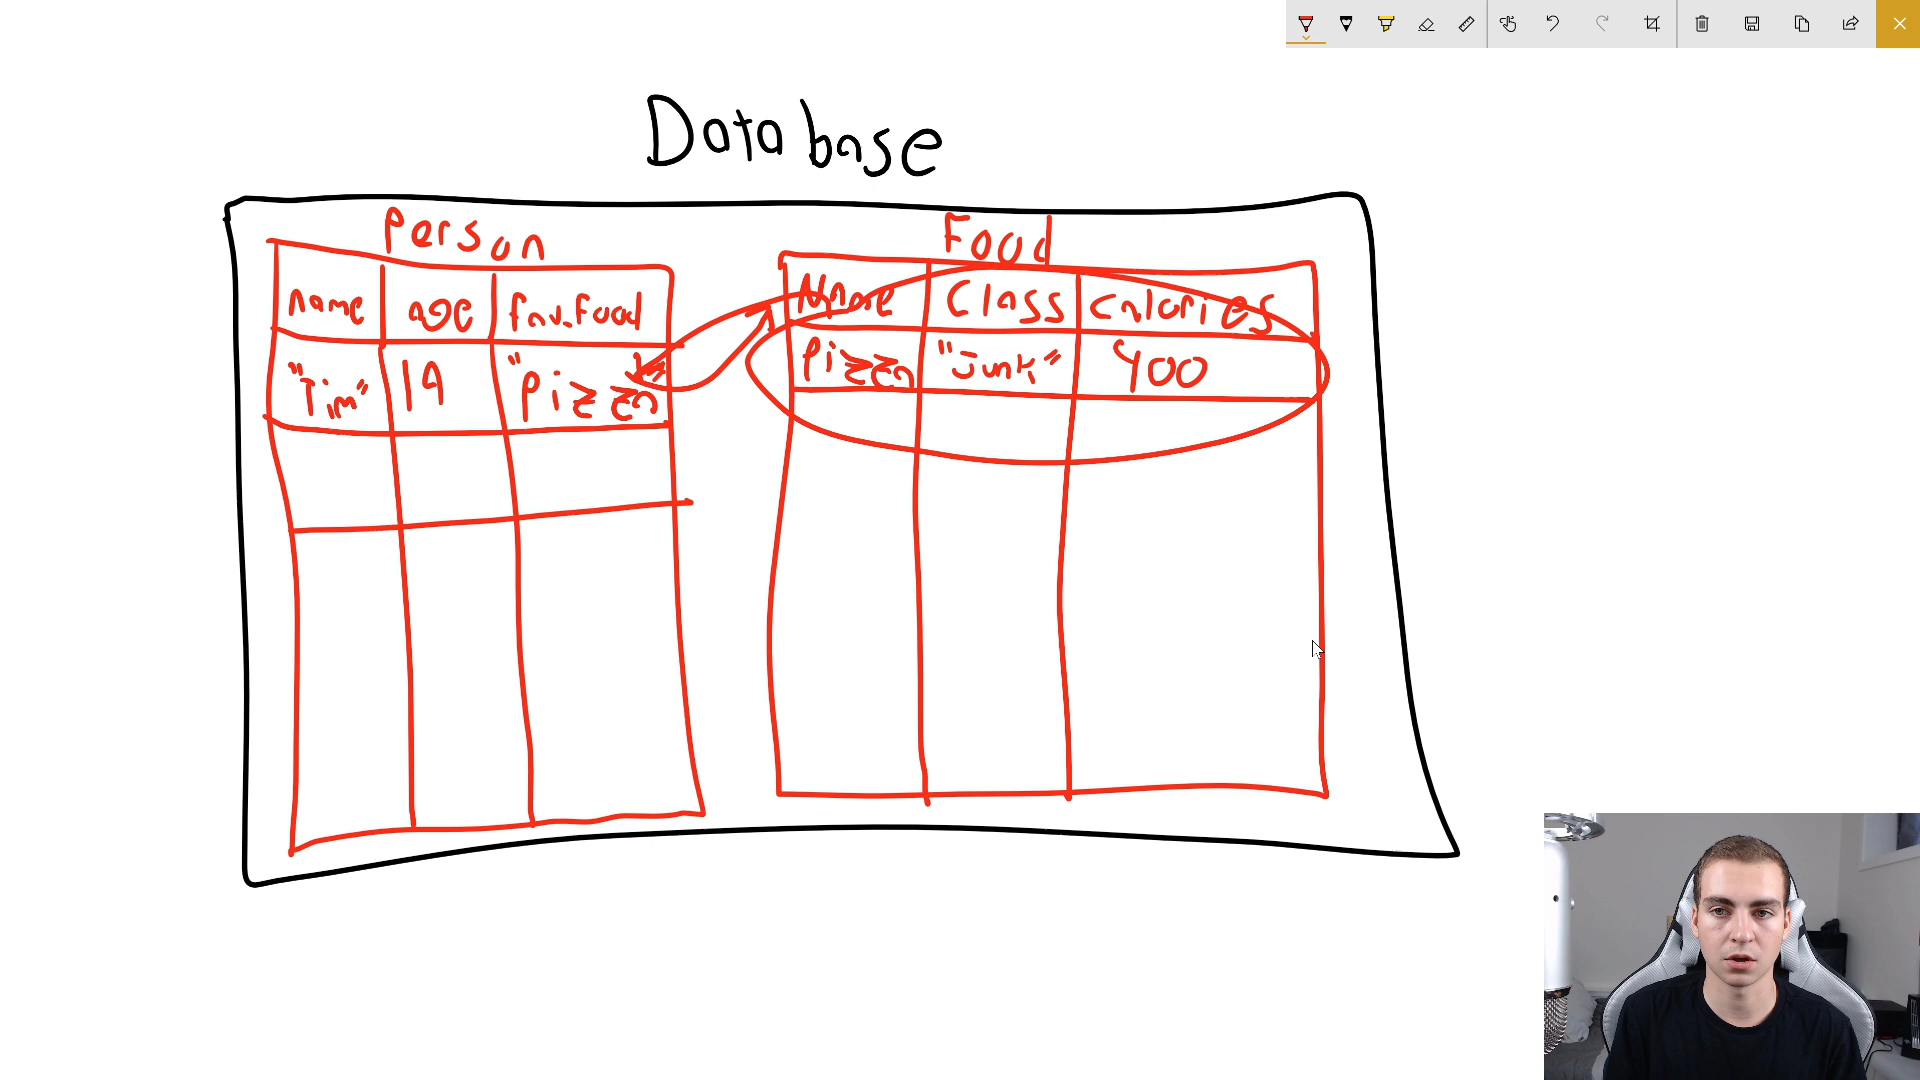 Database
Person
Food
name age fav.food
Name Class Calories
"Tim" 19 "Pizza
Pizza "Junk" 400